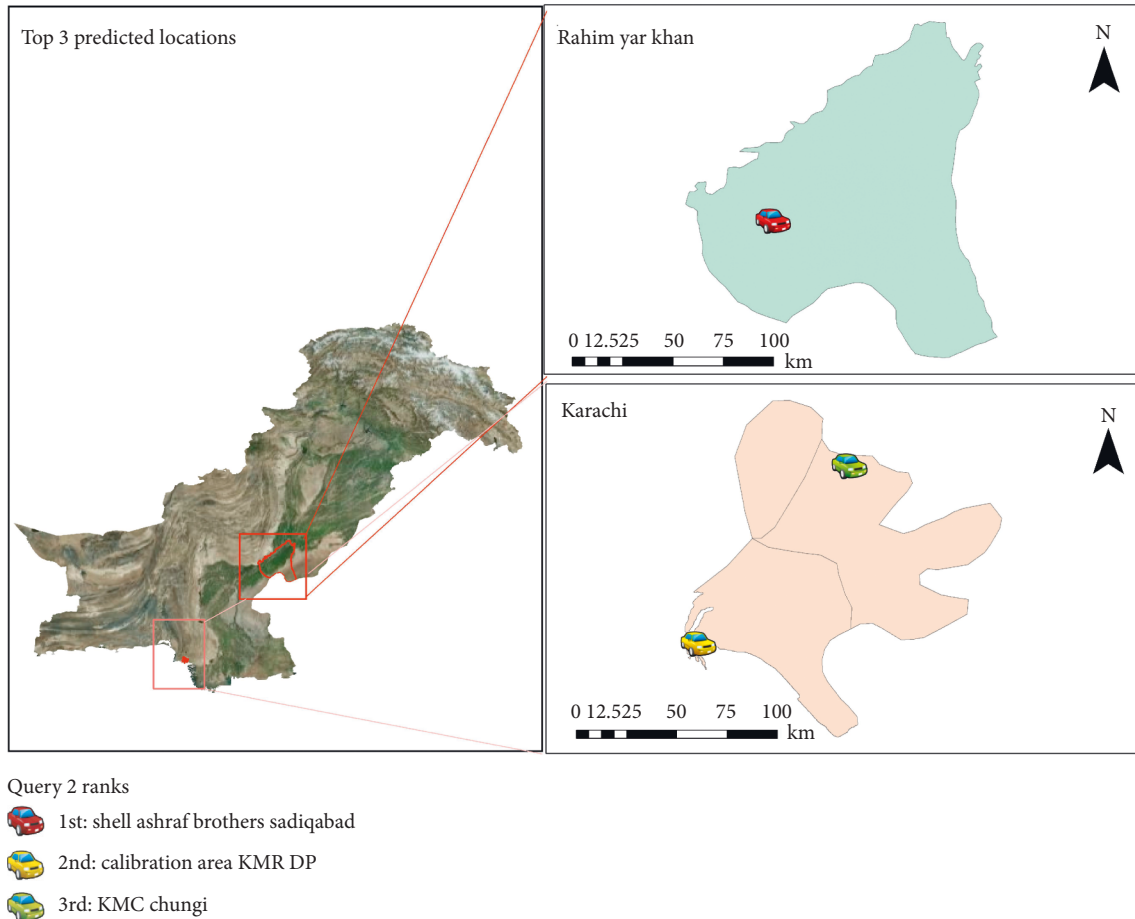 Top 3 predicted locations
Rahim yar khan
N
0 12.525 50 75 100
km
Karachi
N
0 12.525 50 75 100
km
Query 2 ranks
1st: shell ashraf brothers sadiqabad
2nd: calibration area KMR DP
3rd: KMC chungi